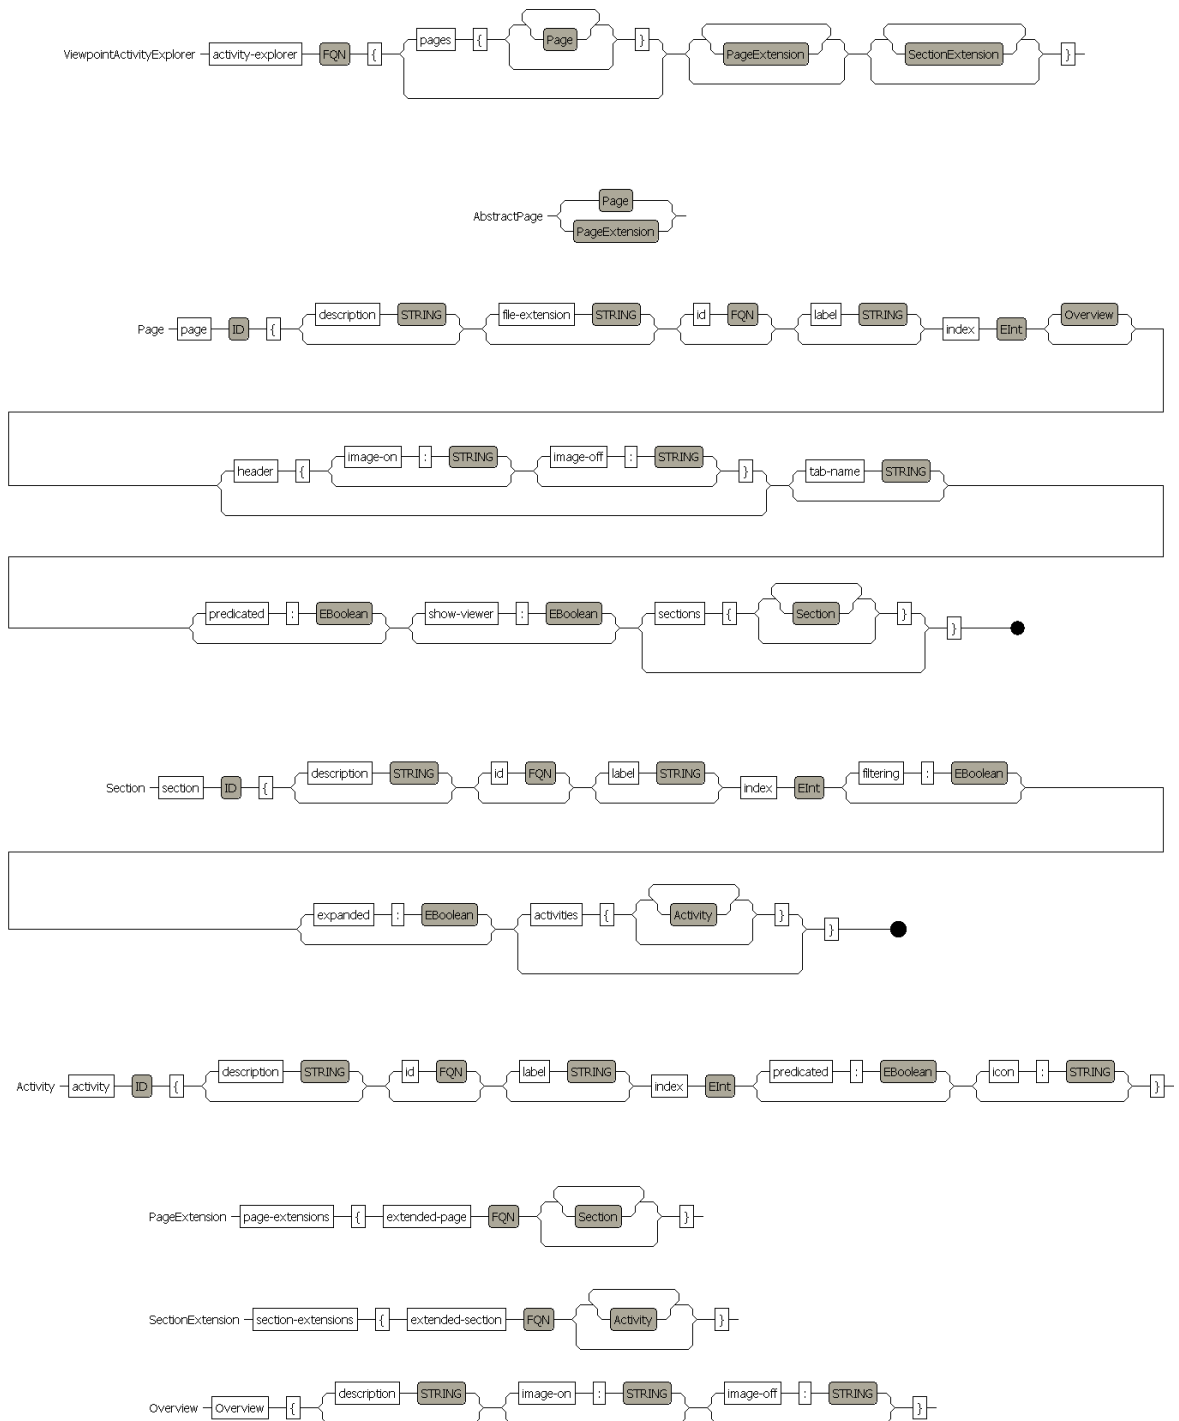 ViewpointActivityExplorer activity-explorer FQN { pages { Page } PageExtension SectionExtension }
AbstractPage Page
PageExtension
Page page ID { description STRING file-extension STRING id FQN label STRING index EInt Overview
header { image-on : STRING image-off : STRING } tab-name STRING
predicated : EBoolean show-viewer : EBoolean sections { Section } }
Section section ID { description STRING id FQN label STRING index EInt filtering : EBoolean
expanded : EBoolean activities { Activity } }
Activity activity ID { description STRING id FQN label STRING index EInt predicated : EBoolean icon : STRING }
PageExtension page-extensions { extended-page FQN Section }
SectionExtension section-extensions { extended-section FQN Activity }
Overview Overview { description STRING image-on : STRING image-off : STRING }